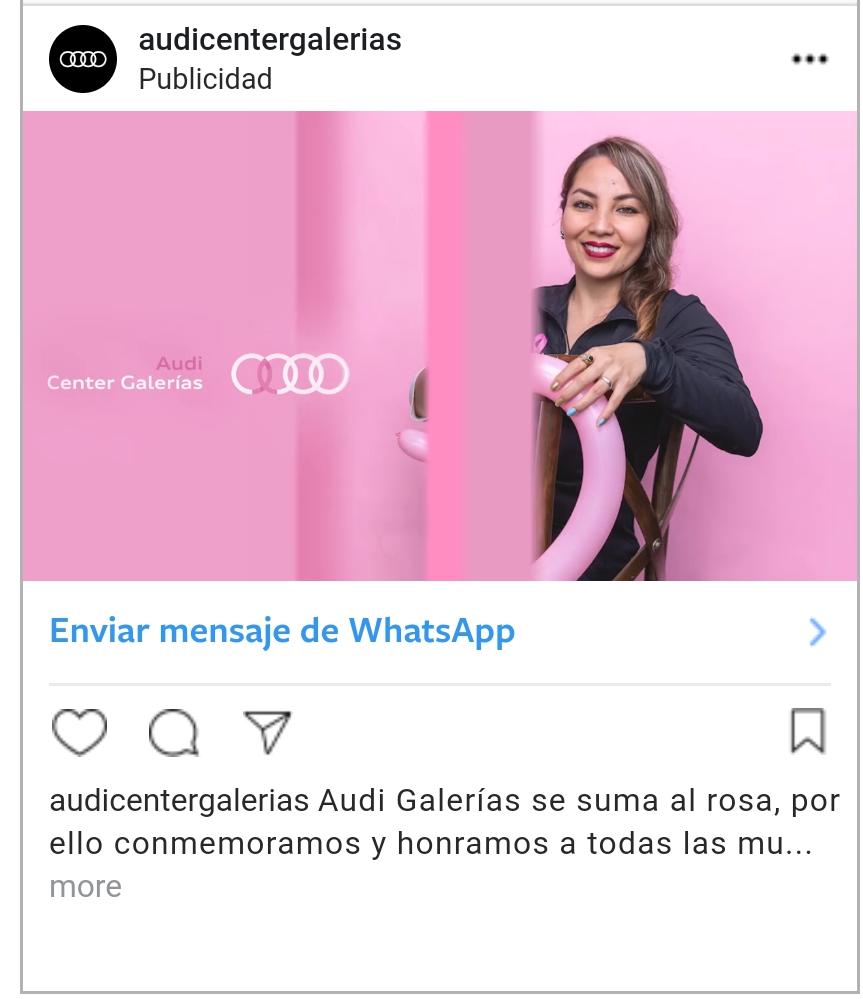 audicentergalerias
Publicidad
Audi
Center Galerías
Enviar mensaje de WhatsApp
audicentergalerias Audi Galerías se suma al rosa, por
ello conmemoramos y honramos a todas las mu...
more